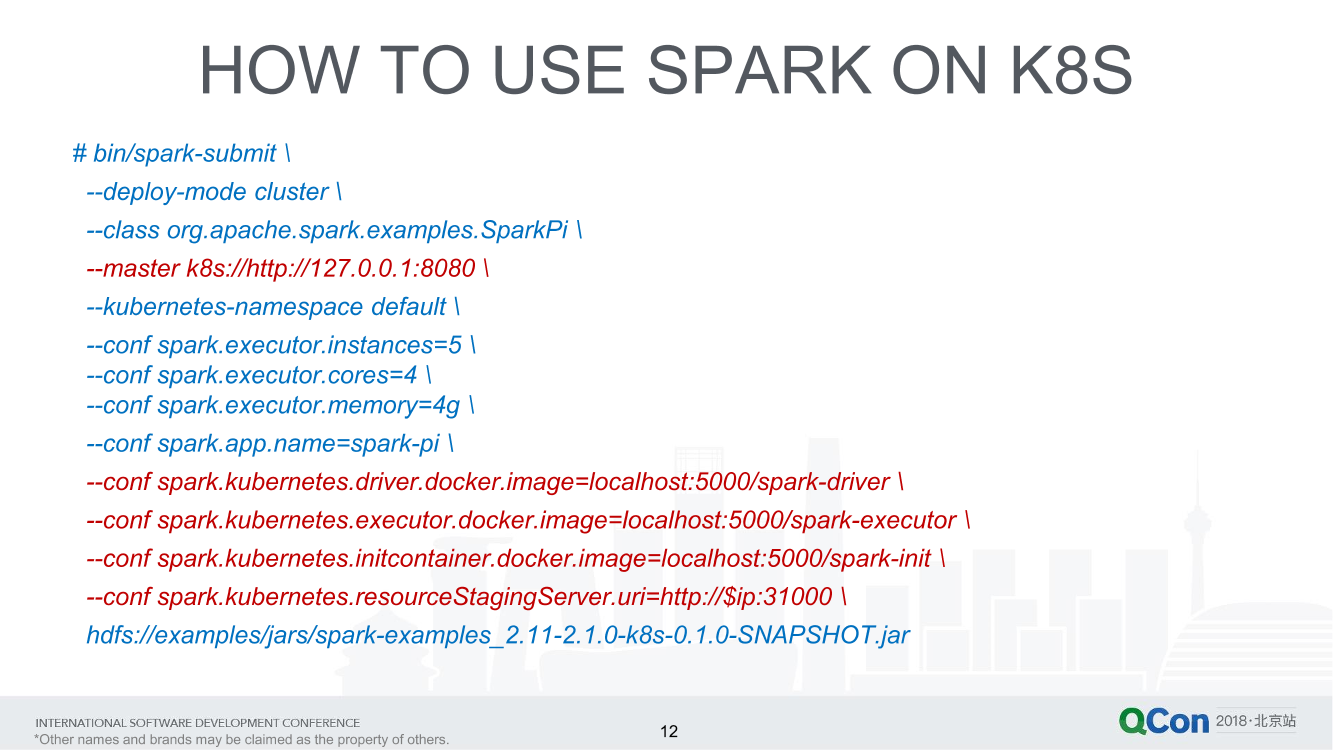 HOW TO USE SPARK ON K8S
# bin/spark-submit \
--deploy-mode cluster \
--class org.apache.spark.examples.SparkPi \
--master k8s://http://127.0.0.1:8080 \
--kubernetes-namespace default \
--conf spark.executor.instances=5 \
--conf spark.executor.cores=4 \
--conf spark.executor.memory=4g \
--conf spark.app.name=spark-pi \
--conf spark.kubernetes.driver.docker.image=localhost:5000/spark-driver \
--conf spark.kubernetes.executor.docker.image=localhost:5000/spark-executor \
--conf spark.kubernetes.initcontainer.docker.image=localhost:5000/spark-init \
--conf spark.kubernetes.resourceStagingServer.uri=http://$ip:31000 \
hdfs://examples/jars/spark-examples_2.11-2.1.0-k8s-0.1.0-SNAPSHOT.jar
INTERNATIONAL SOFTWARE DEVELOPMENT CONFERENCE
*Other names and brands may be claimed as the property of others.
12
QCon 2018·北京站